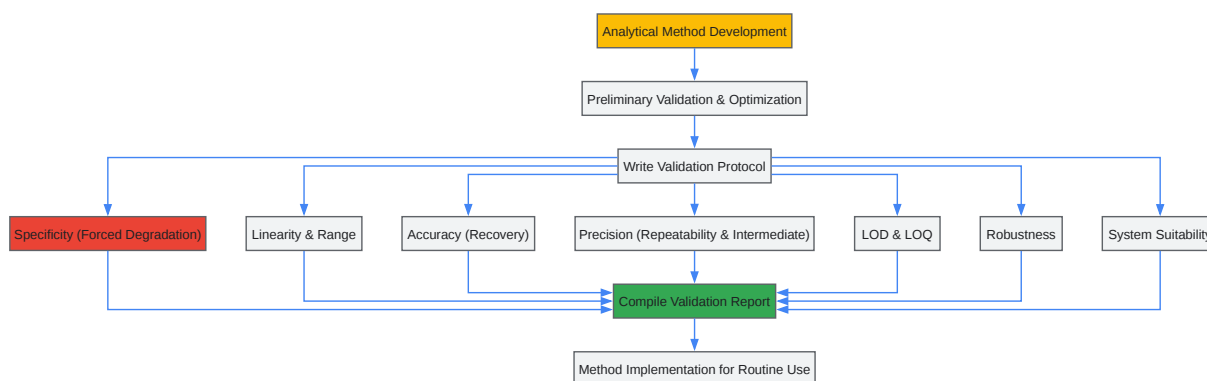 Analytical Method Development
Preliminary Validation & Optimization
Write Validation Protocol
Specificity (Forced Degradation)
Linearity & Range
Accuracy (Recovery)
Precision (Repeatability & Intermediate)
LOD & LOQ
Robustness
System Suitability
Compile Validation Report
Method Implementation for Routine Use